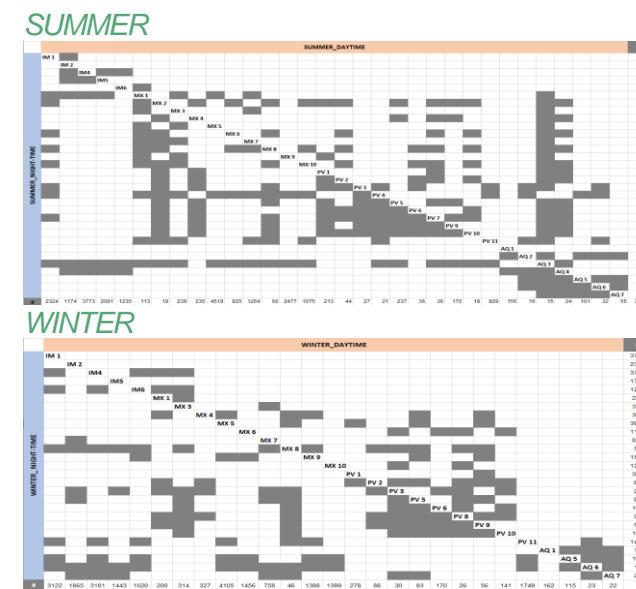 SUMMER
SUMMER_DAYTIME
SUMMER_NIGHT-TIME
IM 1
IM 2
IM4
IM5
IM6
MX 1
MX 2
MX 3
MX 4
MX 5
MX 6
MX 7
MX 8
MX 9
MX 10
PV 1
PV 2
PV 3
PV 4
PV 5
PV 6
PV 7
PV 9
PV 10
PV 11
AQ 1
AQ 2
AQ 3
AQ 4
AQ 5
AQ 6
AQ 7
# 2324 1174 3773 2091 1235 113 19 239 235 4519 825 1264 60 2477 1075 213 44 27 21 237 36 36 170 18 829 156 16 15 24 101 32 55
WINTER
WINTER_DAYTIME
WINTER_NIGHT-TIME
IM 1
IM 2
IM4
IM5
IM6
MX 1
MX 3
MX 4
MX 5
MX 6
MX 7
MX 8
MX 9
MX 10
PV 1
PV 2
PV 3
PV 5
PV 6
PV 8
PV 9
PV 10
PV 11
AQ 1
AQ 5
AQ 6
AQ 7
# 3122 1865 3181 1443 1020 208 314 327 4105 1456 758 46 1388 1389 278 66 30 83 170 26 56 141 1749 162 115 23 22